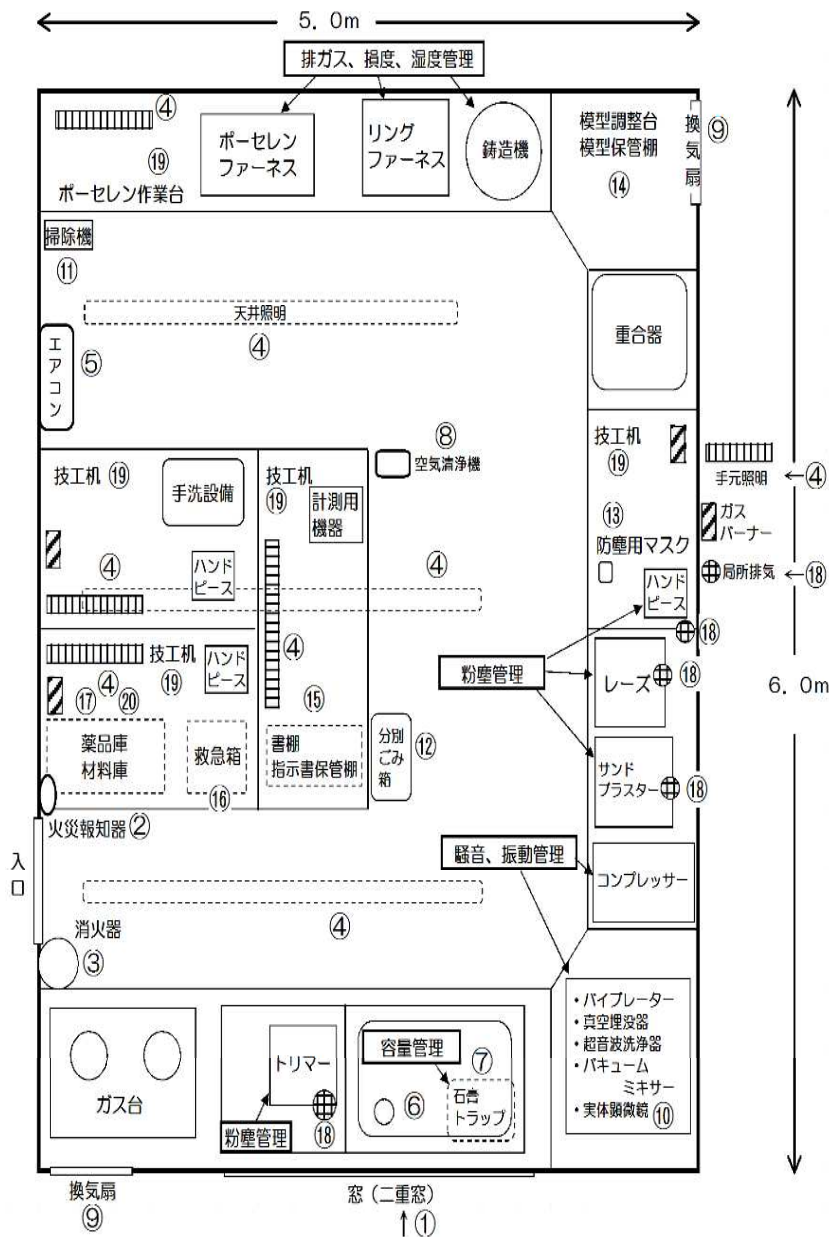 5. 0m
排ガス、損度、湿度管理
④
⑲
ポーセレン作業台
ポーセレン
ファーネス
リング
ファーネス
鋳造機
模型調整台
模型保管棚
⑭
換気扇
⑨
掃除機
⑪
天井照明
④
エアコン
⑤
重合器
⑧
空気清浄機
技工机 ⑲
手洗設備
④
ハンド
ピース
技工机
⑲
計測用
機器
④
④
技工机
⑲
⑬
防塵用マスク
ハンド
ピース
⑱
手元照明
←④
ガス
バーナー
局所排気
←⑱
6. 0m
④
技工机
⑲
ハンド
ピース
⑰ ⑳
薬品庫
材料庫
救急箱
⑯
⑮
書棚
指示書保管棚
分別
ごみ
箱
⑫
粉塵管理
レーズ
⑱
サンド
プラスター
⑱
火災報知器②
入口
騒音、振動管理
コンプレッサー
④
消火器
③
ガス台
トリマー
粉塵管理
⑱
容量管理
⑦
⑥
石膏
トラップ
・バイブレーター
・真空埋没器
・超音波洗浄器
・バキューム
ミキサー
・実体顕微鏡⑩
換気扇
⑨
窓（二重窓）
↑①